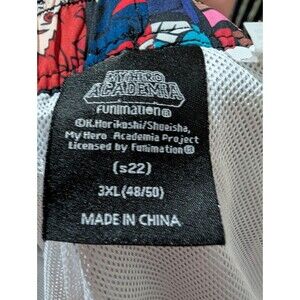 MY HERO
ACADEMIA
FUNIMATION®
©K.Horikoshi/Shueisha,
My Hero Academia Project
Licensed by Funimation®
(s22)
3XL(48/50)
MADE IN CHINA